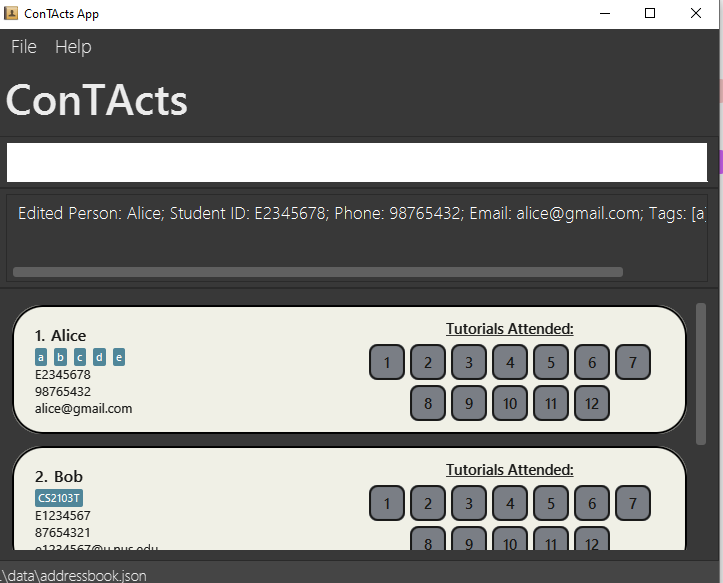 ConTActs App
File Help
ConTActs
Edited Person: Alice; Student ID: E2345678; Phone: 98765432; Email: alice@gmail.com; Tags: [a]
1. Alice
a b c d e
E2345678
98765432
alice@gmail.com
Tutorials Attended:
1 2 3 4 5 6 7
8 9 10 11 12
2. Bob
CS2103T
E1234567
87654321
e1234567@u.nus.edu
Tutorials Attended:
1 2 3 4 5 6 7
8 9 10 11 12
.\data\addressbook.json